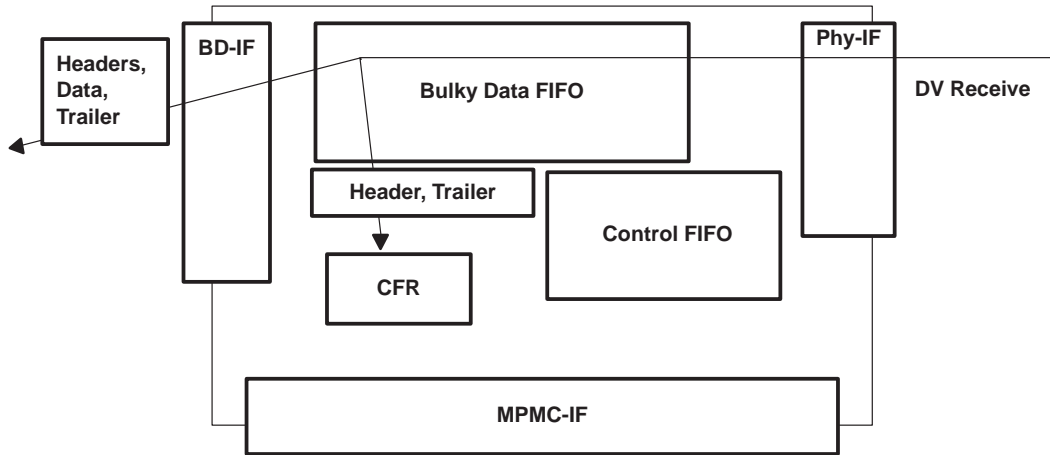 BD-IF
Phy-IF
Headers,
Data,
Trailer
Bulky Data FIFO
DV Receive
Header, Trailer
Control FIFO
CFR
MPMC-IF